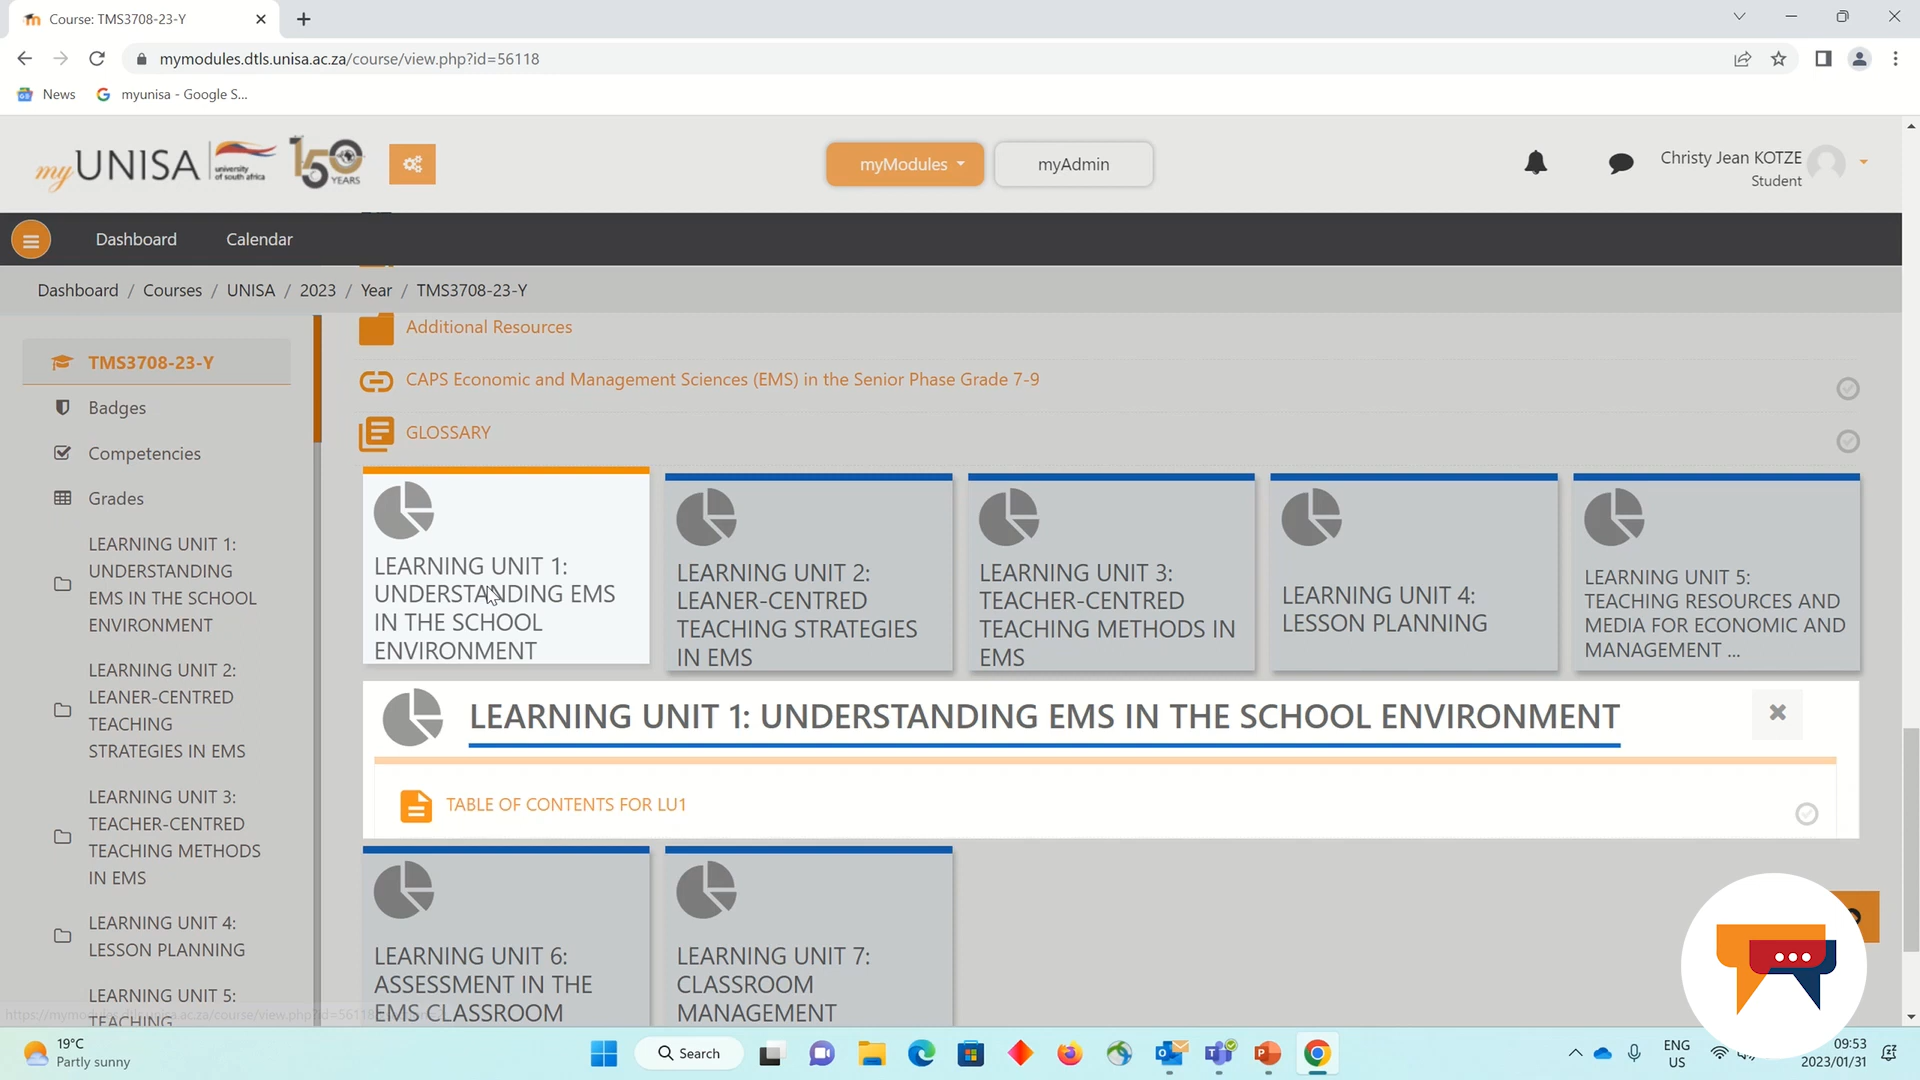 Course: TMS3708-23-Y
mymodules.dtls.unisa.ac.za/course/view.php?id=56118
News
myunisa - Google S...
myUNISA
university
of south africa
150
YEARS
myModules
myAdmin
Christy Jean KOTZE
Student
Dashboard
Calendar
Dashboard / Courses / UNISA / 2023 / Year / TMS3708-23-Y
TMS3708-23-Y
Badges
Competencies
Grades
LEARNING UNIT 1:
UNDERSTANDING
EMS IN THE SCHOOL
ENVIRONMENT
LEARNING UNIT 2:
LEANER-CENTRED
TEACHING
STRATEGIES IN EMS
LEARNING UNIT 3:
TEACHER-CENTRED
TEACHING METHODS
IN EMS
LEARNING UNIT 4:
LESSON PLANNING
LEARNING UNIT 5:
TEACHING
Additional Resources
CAPS Economic and Management Sciences (EMS) in the Senior Phase Grade 7-9
GLOSSARY
LEARNING UNIT 1:
UNDERSTANDING EMS
IN THE SCHOOL
ENVIRONMENT
LEARNING UNIT 2:
LEANER-CENTRED
TEACHING STRATEGIES
IN EMS
LEARNING UNIT 3:
TEACHER-CENTRED
TEACHING METHODS IN
EMS
LEARNING UNIT 4:
LESSON PLANNING
LEARNING UNIT 5:
TEACHING RESOURCES AND
MEDIA FOR ECONOMIC AND
MANAGEMENT ...
LEARNING UNIT 1: UNDERSTANDING EMS IN THE SCHOOL ENVIRONMENT
TABLE OF CONTENTS FOR LU1
LEARNING UNIT 6:
ASSESSMENT IN THE
EMS CLASSROOM
LEARNING UNIT 7:
CLASSROOM
MANAGEMENT
19°C
Partly sunny
Search
ENG
US
09:53
2023/01/31